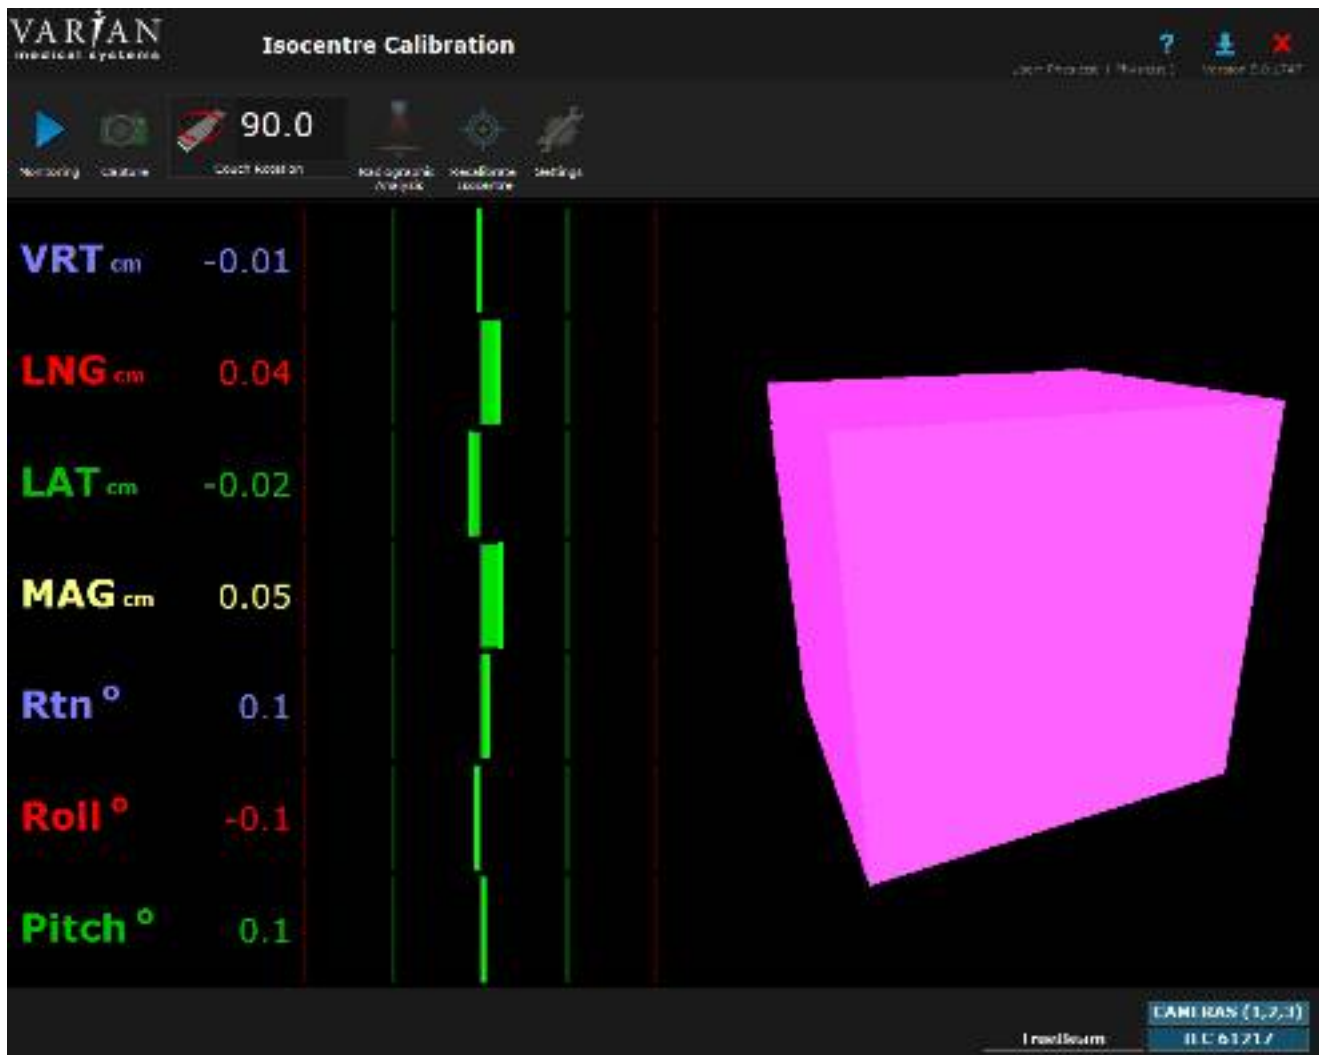 VARIAN
medical systems
Isocentre Calibration
?
Monitoring
Capture
90.0
Couch Rotation
Radiographic
Analysis
Recalibrate
Isocentre
Settings
VRT cm -0.01
LNG cm 0.04
LAT cm -0.02
MAG cm 0.05
Rtn ° 0.1
Roll ° -0.1
Pitch ° 0.1
CAMERAS (1,2,3)
TrueBeam
IEC 61217